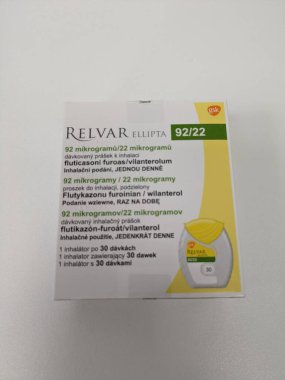 RELVAR ELLIPTA 92/22
gsk
92 mikrogramů/22 mikrogramů
dávkovaný prášek k inhalaci
fluticasoni furoas/vilanterolum
Inhalační podání, JEDNOU DENNĚ
92 mikrogramy / 22 mikrogramy
proszek do inhalacji, podzielony
Flutykazonu furoinian / wilanterol
Podanie wziewne, RAZ NA DOBĘ
92 mikrogramov/22 mikrogramov
dávkovaný inhalačný prášok
flutikazón-furoát/vilanterol
Inhalačné použitie, JEDENKRÁT DENNE
1 inhalátor po 30 dávkách
1 inhalator zawierający 30 dawek
1 inhalátor s 30 dávkami
RELVAR
ELLIPTA
92/22
30